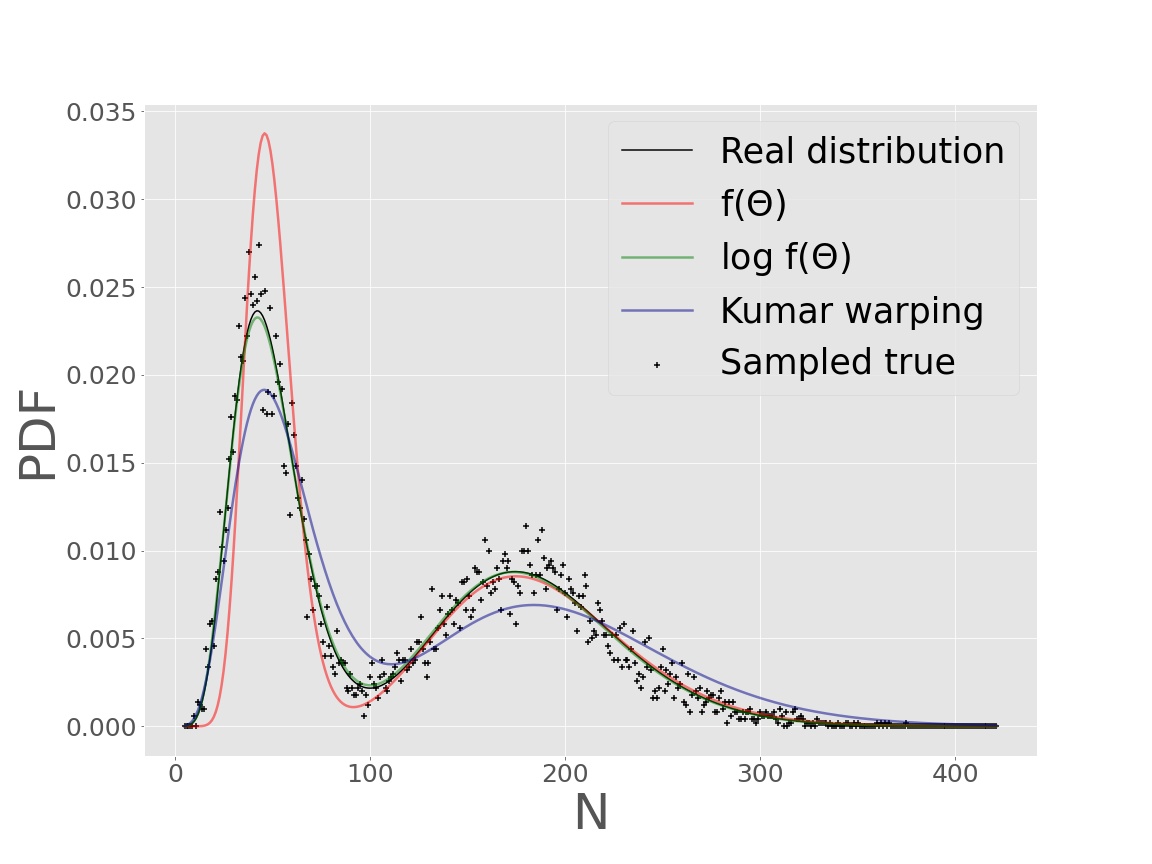 0.035
0.030
0.025
0.020
0.015
0.010
0.005
0.000
PDF
0 100 200 300 400
N
Real distribution
f(Θ)
log f(Θ)
Kumar warping
Sampled true